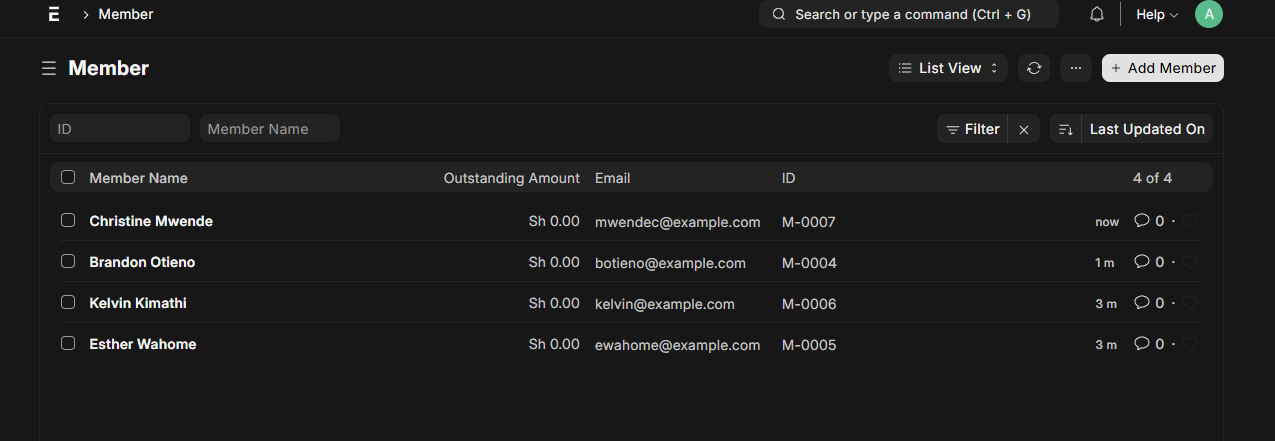 E Member Search or type a command (Ctrl + G) Help A
Member List View ... + Add Member
ID Member Name Filter Last Updated On
Member Name Outstanding Amount Email ID 4 of 4
Christine Mwende Sh 0.00 mwendec@example.com M-0007 now 0
Brandon Otieno Sh 0.00 botieno@example.com M-0004 1 m 0
Kelvin Kimathi Sh 0.00 kelvin@example.com M-0006 3 m 0
Esther Wahome Sh 0.00 ewahome@example.com M-0005 3 m 0